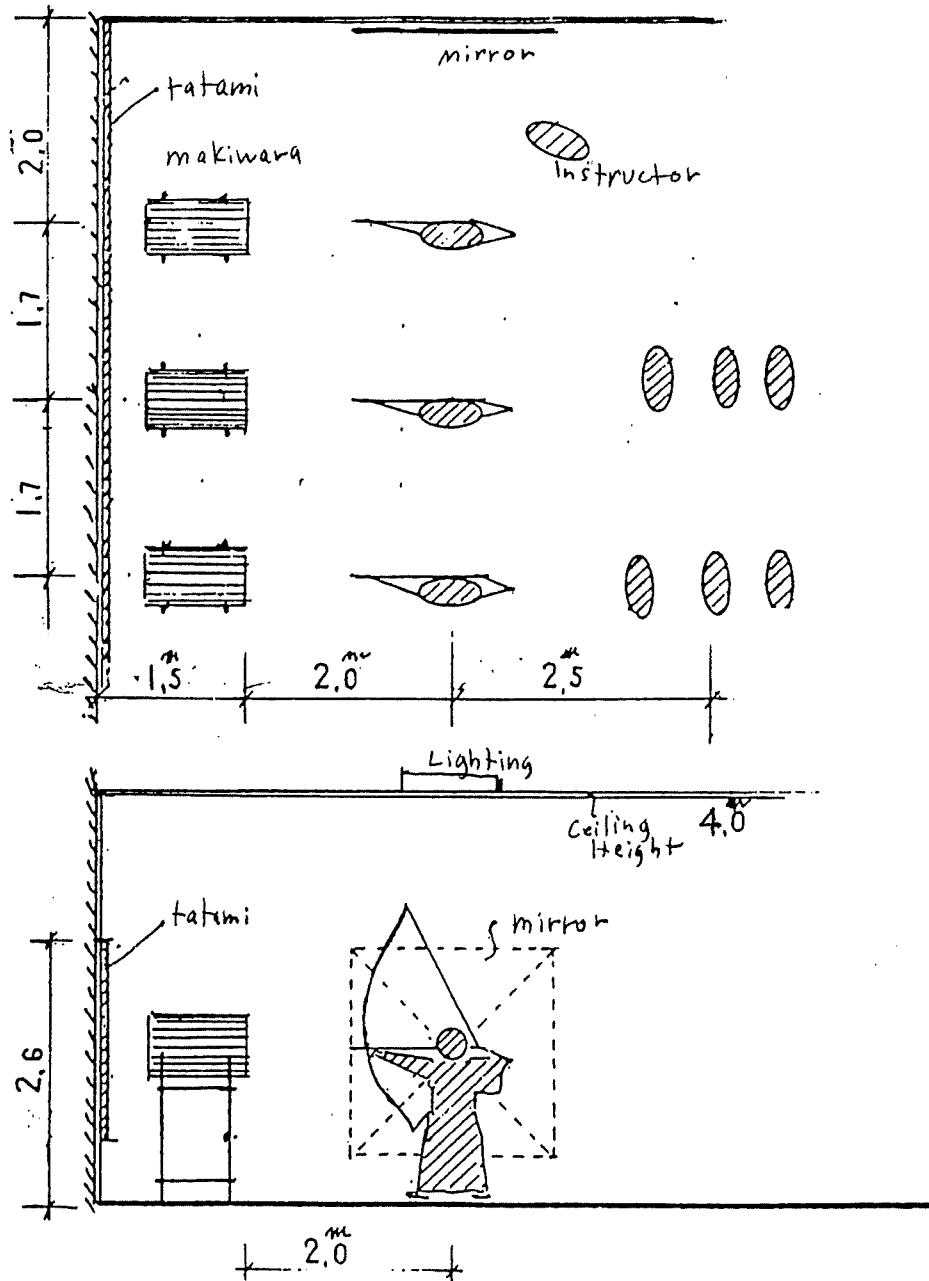 mirror
tatami
2,0
makiwara
Instructor
1,7
1,7
1,5 m
2,0 m
2,5 m
Lighting
Ceiling
Height
4,0 m
tatami
mirror
2,6
2,0 m